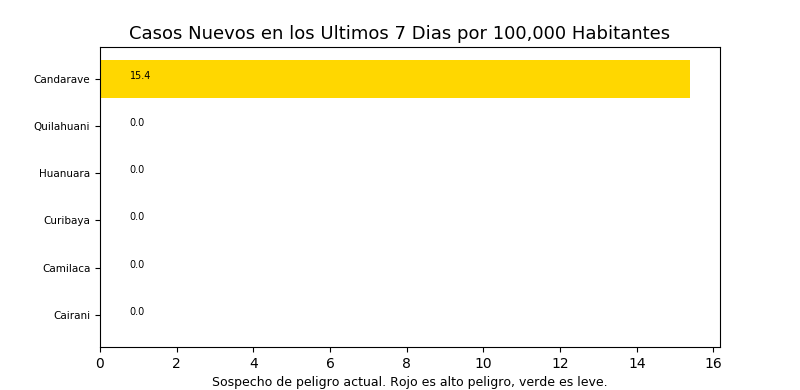 Casos Nuevos en los Ultimos 7 Dias por 100,000 Habitantes
Candarave 15.4
Quilahuani 0.0
Huanuara 0.0
Curibaya 0.0
Camilaca 0.0
Cairani 0.0
0 2 4 6 8 10 12 14 16
Sospecho de peligro actual. Rojo es alto peligro, verde es leve.